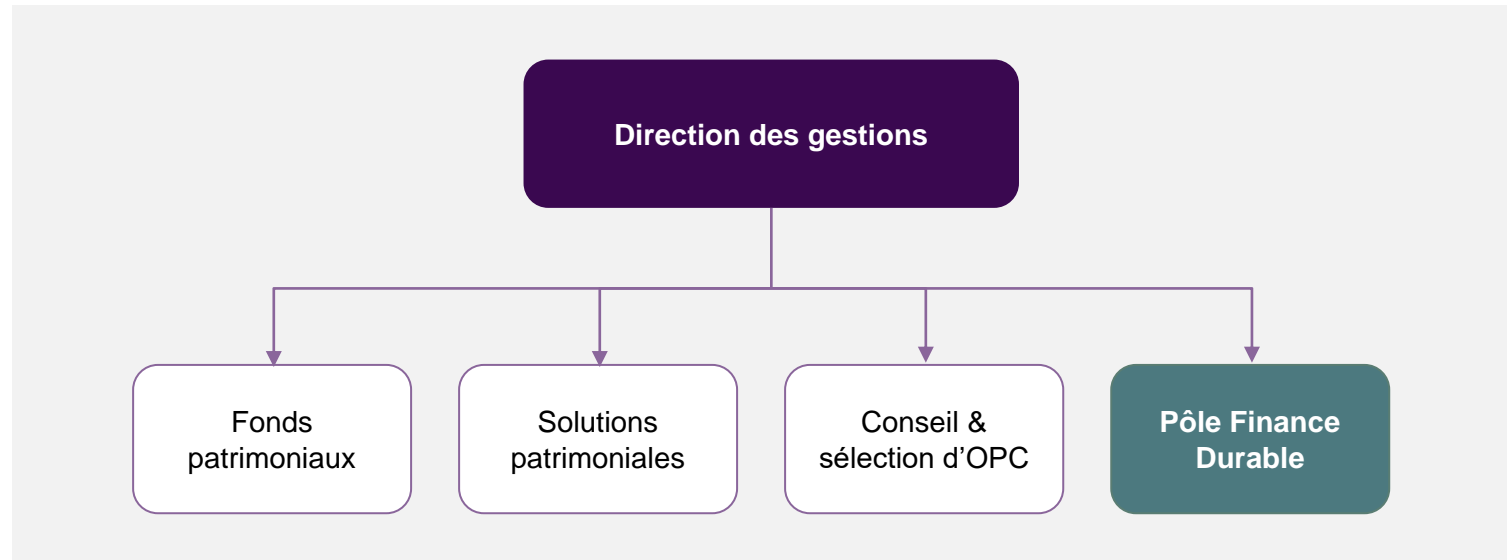 Direction des gestions
Fonds
patrimoniaux
Solutions
patrimoniales
Conseil &
sélection d’OPC
Pôle Finance
Durable